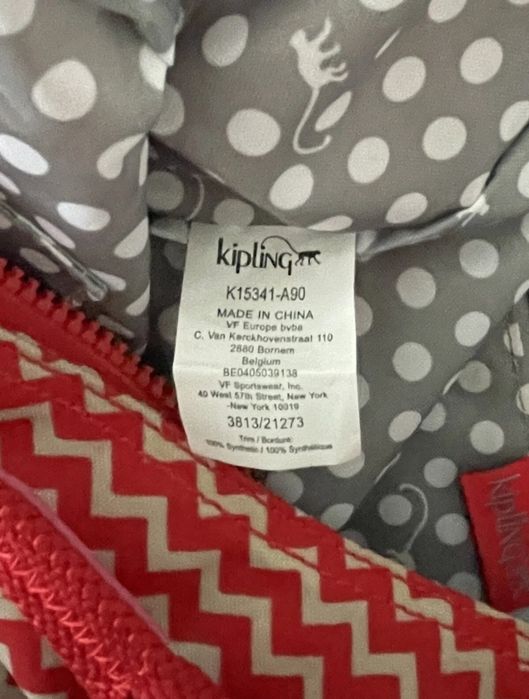 kipling
K15341-A90
MADE IN CHINA
VF Europe bvba
C. Van Kerckhovenstraat 110
2880 Bornem
Belgium
BE0405039138
VF Sportswear, Inc.
40 West 57th Street, New York
-New York 10019
3813/21273
Trim / Bordure:
100% Synthetic / 100% Synthétique
kipling